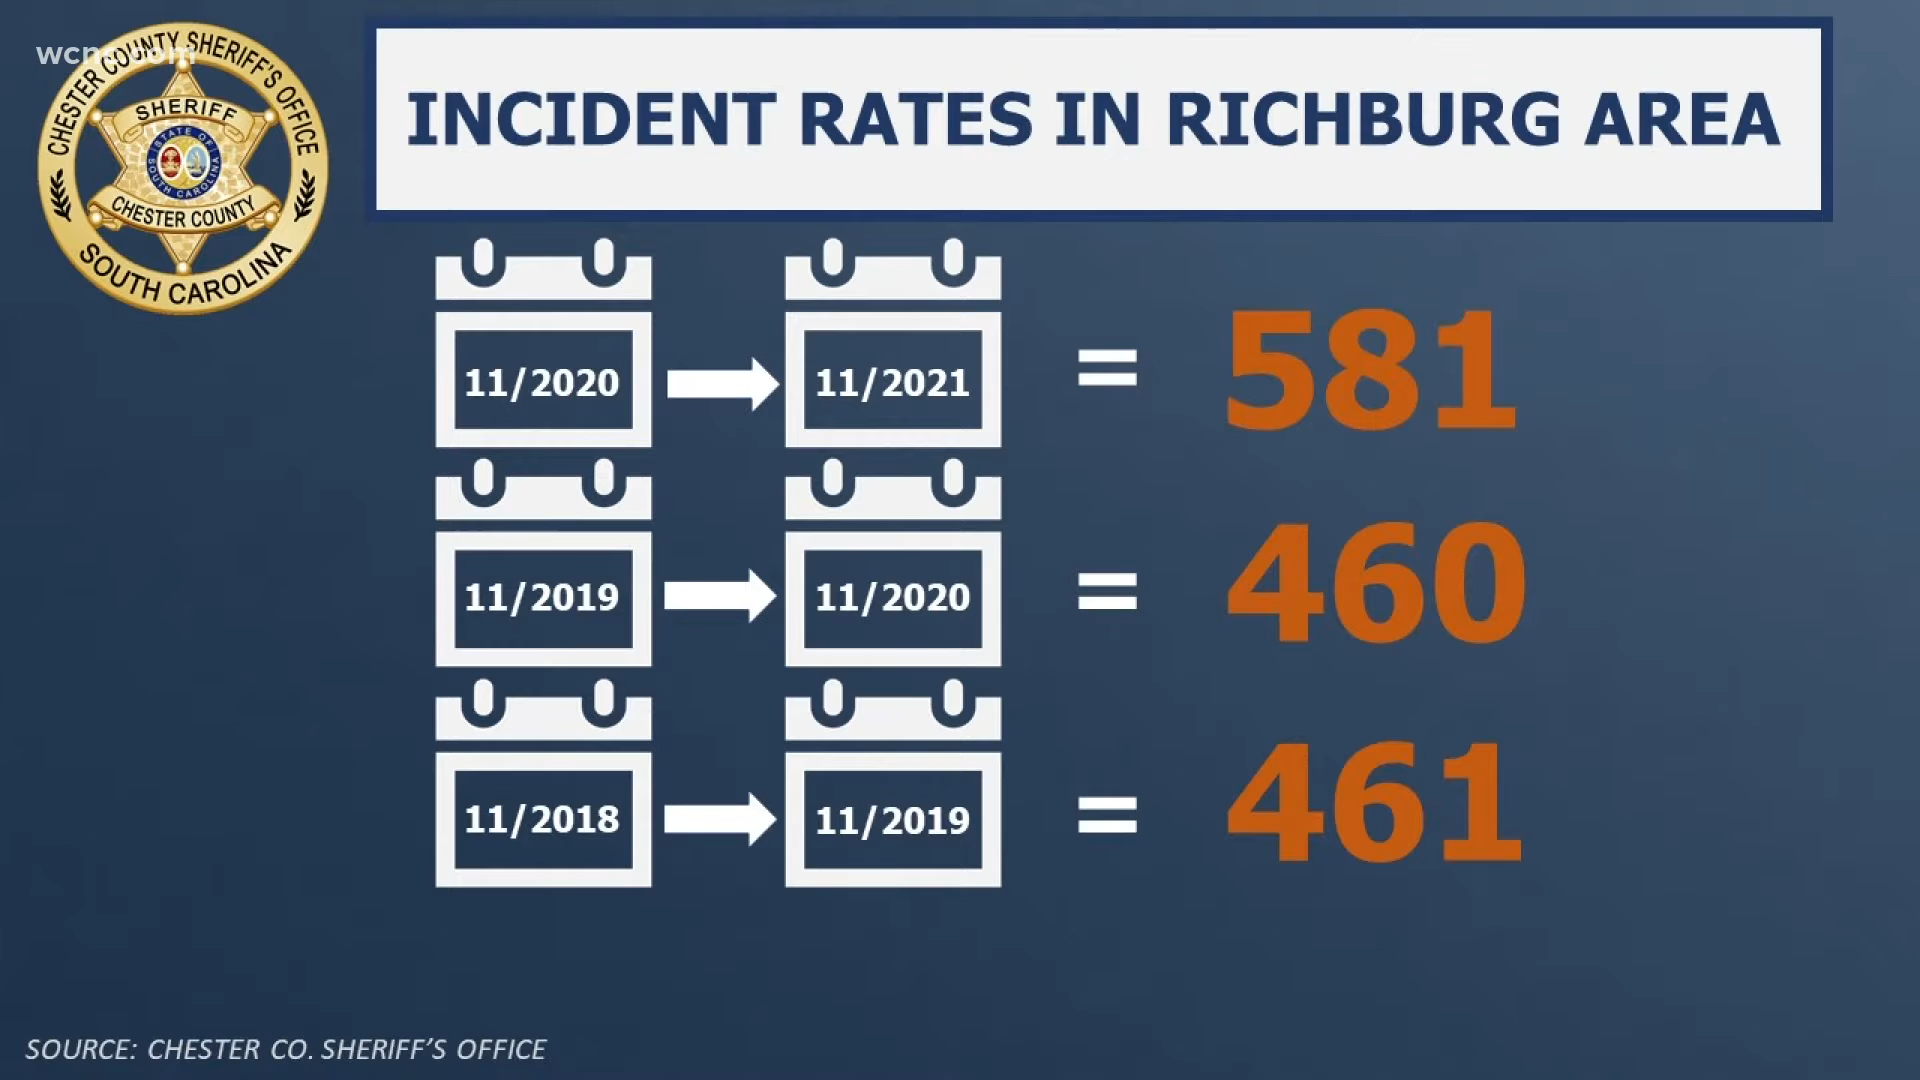 wcnc.com
CHESTER COUNTY SHERIFF'S OFFICE
SHERIFF
STATE OF
SOUTH CAROLINA
CHESTER COUNTY
SOUTH CAROLINA
INCIDENT RATES IN RICHBURG AREA
11/2020 11/2021 = 581
11/2019 11/2020 = 460
11/2018 11/2019 = 461
SOURCE: CHESTER CO. SHERIFF'S OFFICE